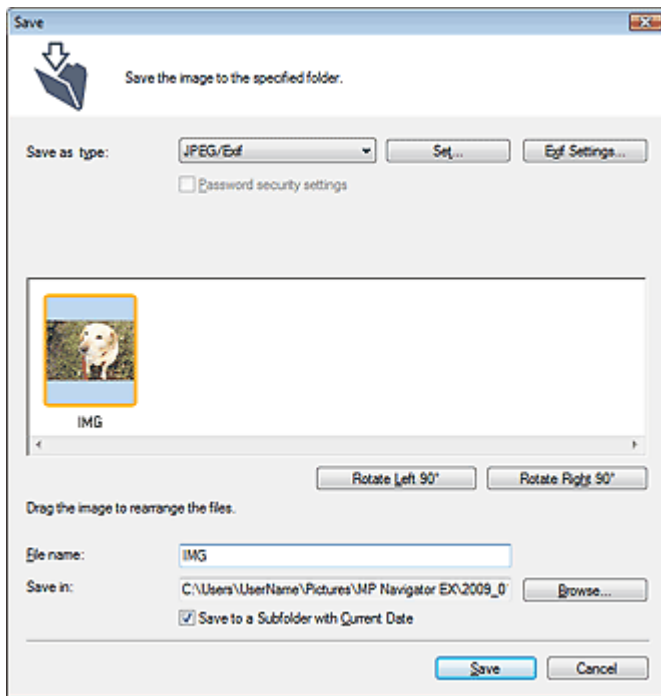 Save
Save the image to the specified folder.
Save as type:
JPEG/Exif
Set...
Exif Settings...
Password security settings
IMG
Rotate Left 90°
Rotate Right 90°
Drag the image to rearrange the files.
File name:
IMG
Save in:
C:\Users\UserName\Pictures\MP Navigator EX\2009_0
Browse...
Save to a Subfolder with Current Date
Save
Cancel